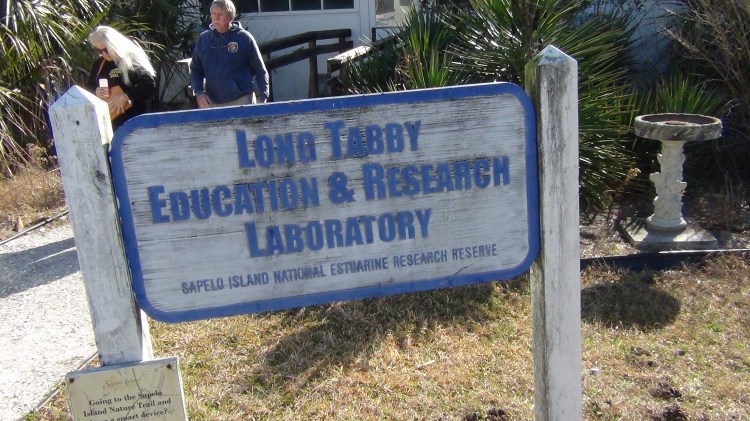 LONG TABBY
EDUCATION & RESEARCH
LABORATORY
SAPELO ISLAND NATIONAL ESTUARINE RESEARCH RESERVE
Going to the Sapelo
Island Nature Trail and
a smart device?